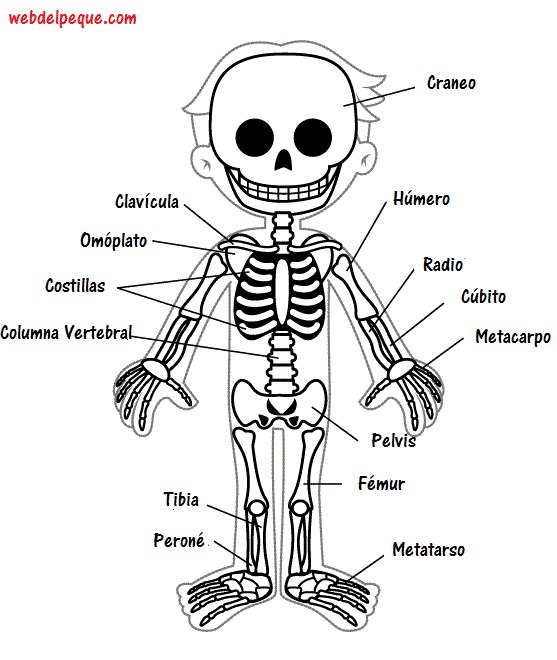 webdelpeque.com
Craneo
Clavícula
Húmero
Omóplato
Radio
Costillas
Cúbito
Columna Vertebral
Metacarpo
Pelvis
Fémur
Tibia
Peroné
Metatarso